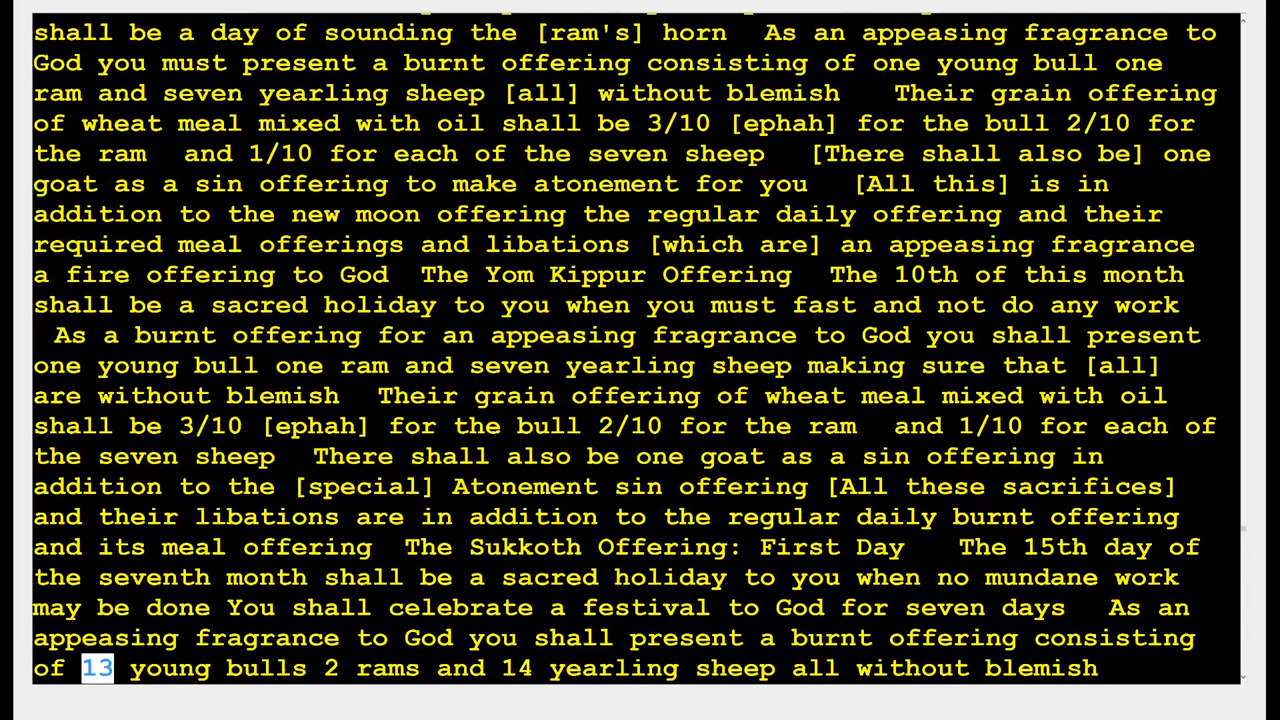 shall be a day of sounding the [ram's] horn As an appeasing fragrance to
God you must present a burnt offering consisting of one young bull one
ram and seven yearling sheep [all] without blemish Their grain offering
of wheat meal mixed with oil shall be 3/10 [ephah] for the bull 2/10 for
the ram and 1/10 for each of the seven sheep [There shall also be] one
goat as a sin offering to make atonement for you [All this] is in
addition to the new moon offering the regular daily offering and their
required meal offerings and libations [which are] an appeasing fragrance
a fire offering to God The Yom Kippur Offering The 10th of this month
shall be a sacred holiday to you when you must fast and not do any work
As a burnt offering for an appeasing fragrance to God you shall present
one young bull one ram and seven yearling sheep making sure that [all]
are without blemish Their grain offering of wheat meal mixed with oil
shall be 3/10 [ephah] for the bull 2/10 for the ram and 1/10 for each of
the seven sheep There shall also be one goat as a sin offering in
addition to the [special] Atonement sin offering [All these sacrifices]
and their libations are in addition to the regular daily burnt offering
and its meal offering The Sukkoth Offering: First Day The 15th day of
the seventh month shall be a sacred holiday to you when no mundane work
may be done You shall celebrate a festival to God for seven days As an
appeasing fragrance to God you shall present a burnt offering consisting
of 13 young bulls 2 rams and 14 yearling sheep all without blemish